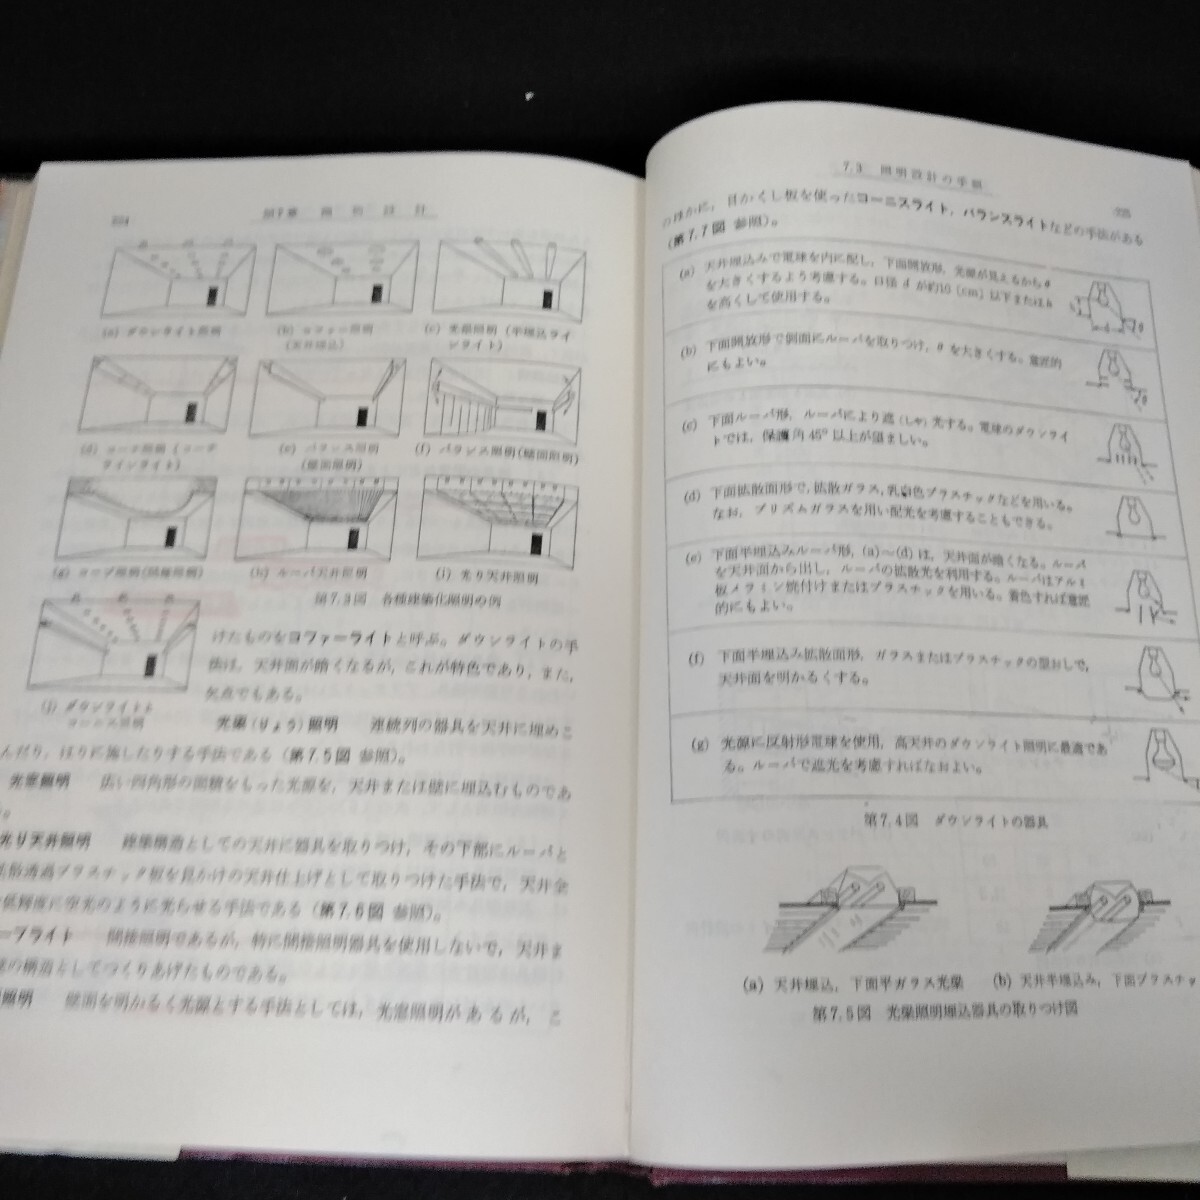 224
第7章 照明設計
(a) ダウンライト照明
(b) コファー照明
(天井埋込)
(c) 光梁照明 (半埋込ライ
ンライト)
(d) コーナ照明 (コーナ
ラインライト)
(e) バランス照明
(壁面照明)
(f) バランス照明(壁面照明)
(g) コーブ照明(間接照明)
(h) ルーバ天井照明
(i) 光り天井照明
第7.3図 各種建築化照明の例
(j) ダウンライトと
コーニス照明
げたものをコファーライトと呼ぶ。ダウンライトの手
法は，天井面が暗くなるが，これが特色であり，また，
欠点でもある。
光梁(りょう)照明 連続列の器具を天井に埋めこ
んだり，はりに施したりする手法である (第7.5図 参照)。
光窓照明 広い四角形の面積をもった光源を，天井または壁に埋込むものであ
。
光り天井照明 建築構造としての天井に器具を取りつけ，その下部にルーバと
拡散透過プラスチック板を見かけの天井仕上げとして取りつけた手法で，天井全
低輝度に空光のように光らせる手法である (第7.6図 参照)。
ーブライト 間接照明であるが，特に間接照明器具を使用しないで，天井ま
の構造としてつくりあげたものである。
照明 壁面を明かるく光源とする手法としては，光窓照明があるが，こ
7.3 照明設計の手順
225
のほかに，目かくし板を使ったコーニスライト，バランスライトなどの手法がある
(第7.7図 参照)。
(a) 天井埋込みで電球を内に配し，下面開放形，光源が見えるからθ
を大きくするよう考慮する。口径 d が約10〔cm〕以下またはh
を高くして使用する。
h
d
θ
(b) 下面開放形で側面にルーバを取りつけ，θ を大きくする。意匠的
にもよい。
θ
(c) 下面ルーバ形，ルーバにより遮(しゃ)光する。電球のダウンライ
トでは，保護角 45° 以上が望ましい。
(d) 下面拡散面形で，拡散ガラス，乳白色プラスチックなどを用いる。
なお，プリズムガラスを用い配光を考慮することもできる。
(e) 下面半埋込みルーバ形，(a)～(d) は，天井面が暗くなる。ルーバ
を天井面から出し，ルーバの拡散光を利用する。ルーバはアルミ
板メラミン焼付けまたはプラスチックを用いる。着色すれば意匠
的にもよい。
(f) 下面半埋込み拡散面形，ガラスまたはプラスチックの型おしで，
天井面を明かるくする。
(g) 光源に反射形電球を使用，高天井のダウンライト照明に最適であ
る。ルーバで遮光を考慮すればなおよい。
第7.4図 ダウンライトの器具
(a) 天井埋込，下面平ガラス光梁
(b) 天井半埋込み，下面プラスチッ
第7.5図 光梁照明埋込器具の取りつけ図